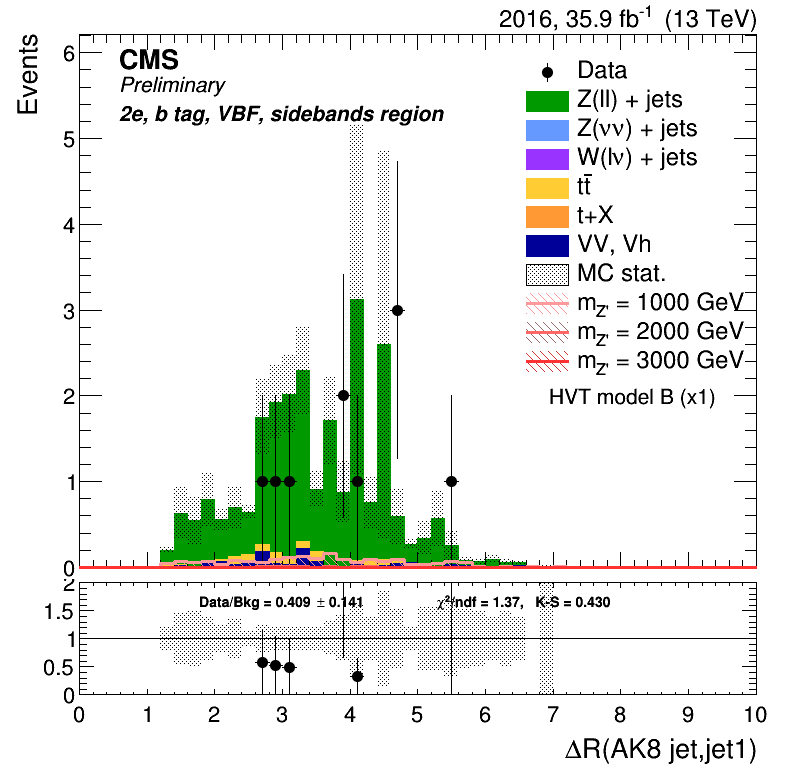 2016, 35.9 fb⁻¹ (13 TeV)
Events
CMS
Preliminary
2e, b tag, VBF, sidebands region
Data
Z(ll) + jets
Z(νν) + jets
W(lν) + jets
tt̅
t+X
VV, Vh
MC stat.
m_Z' = 1000 GeV
m_Z' = 2000 GeV
m_Z' = 3000 GeV
HVT model B (x1)
6
5
4
3
2
1
0
Data/Bkg = 0.409 ± 0.141
χ²/ndf = 1.37, K-S = 0.430
2
1.5
1
0.5
0
0 1 2 3 4 5 6 7 8 9 10
ΔR(AK8 jet,jet1)